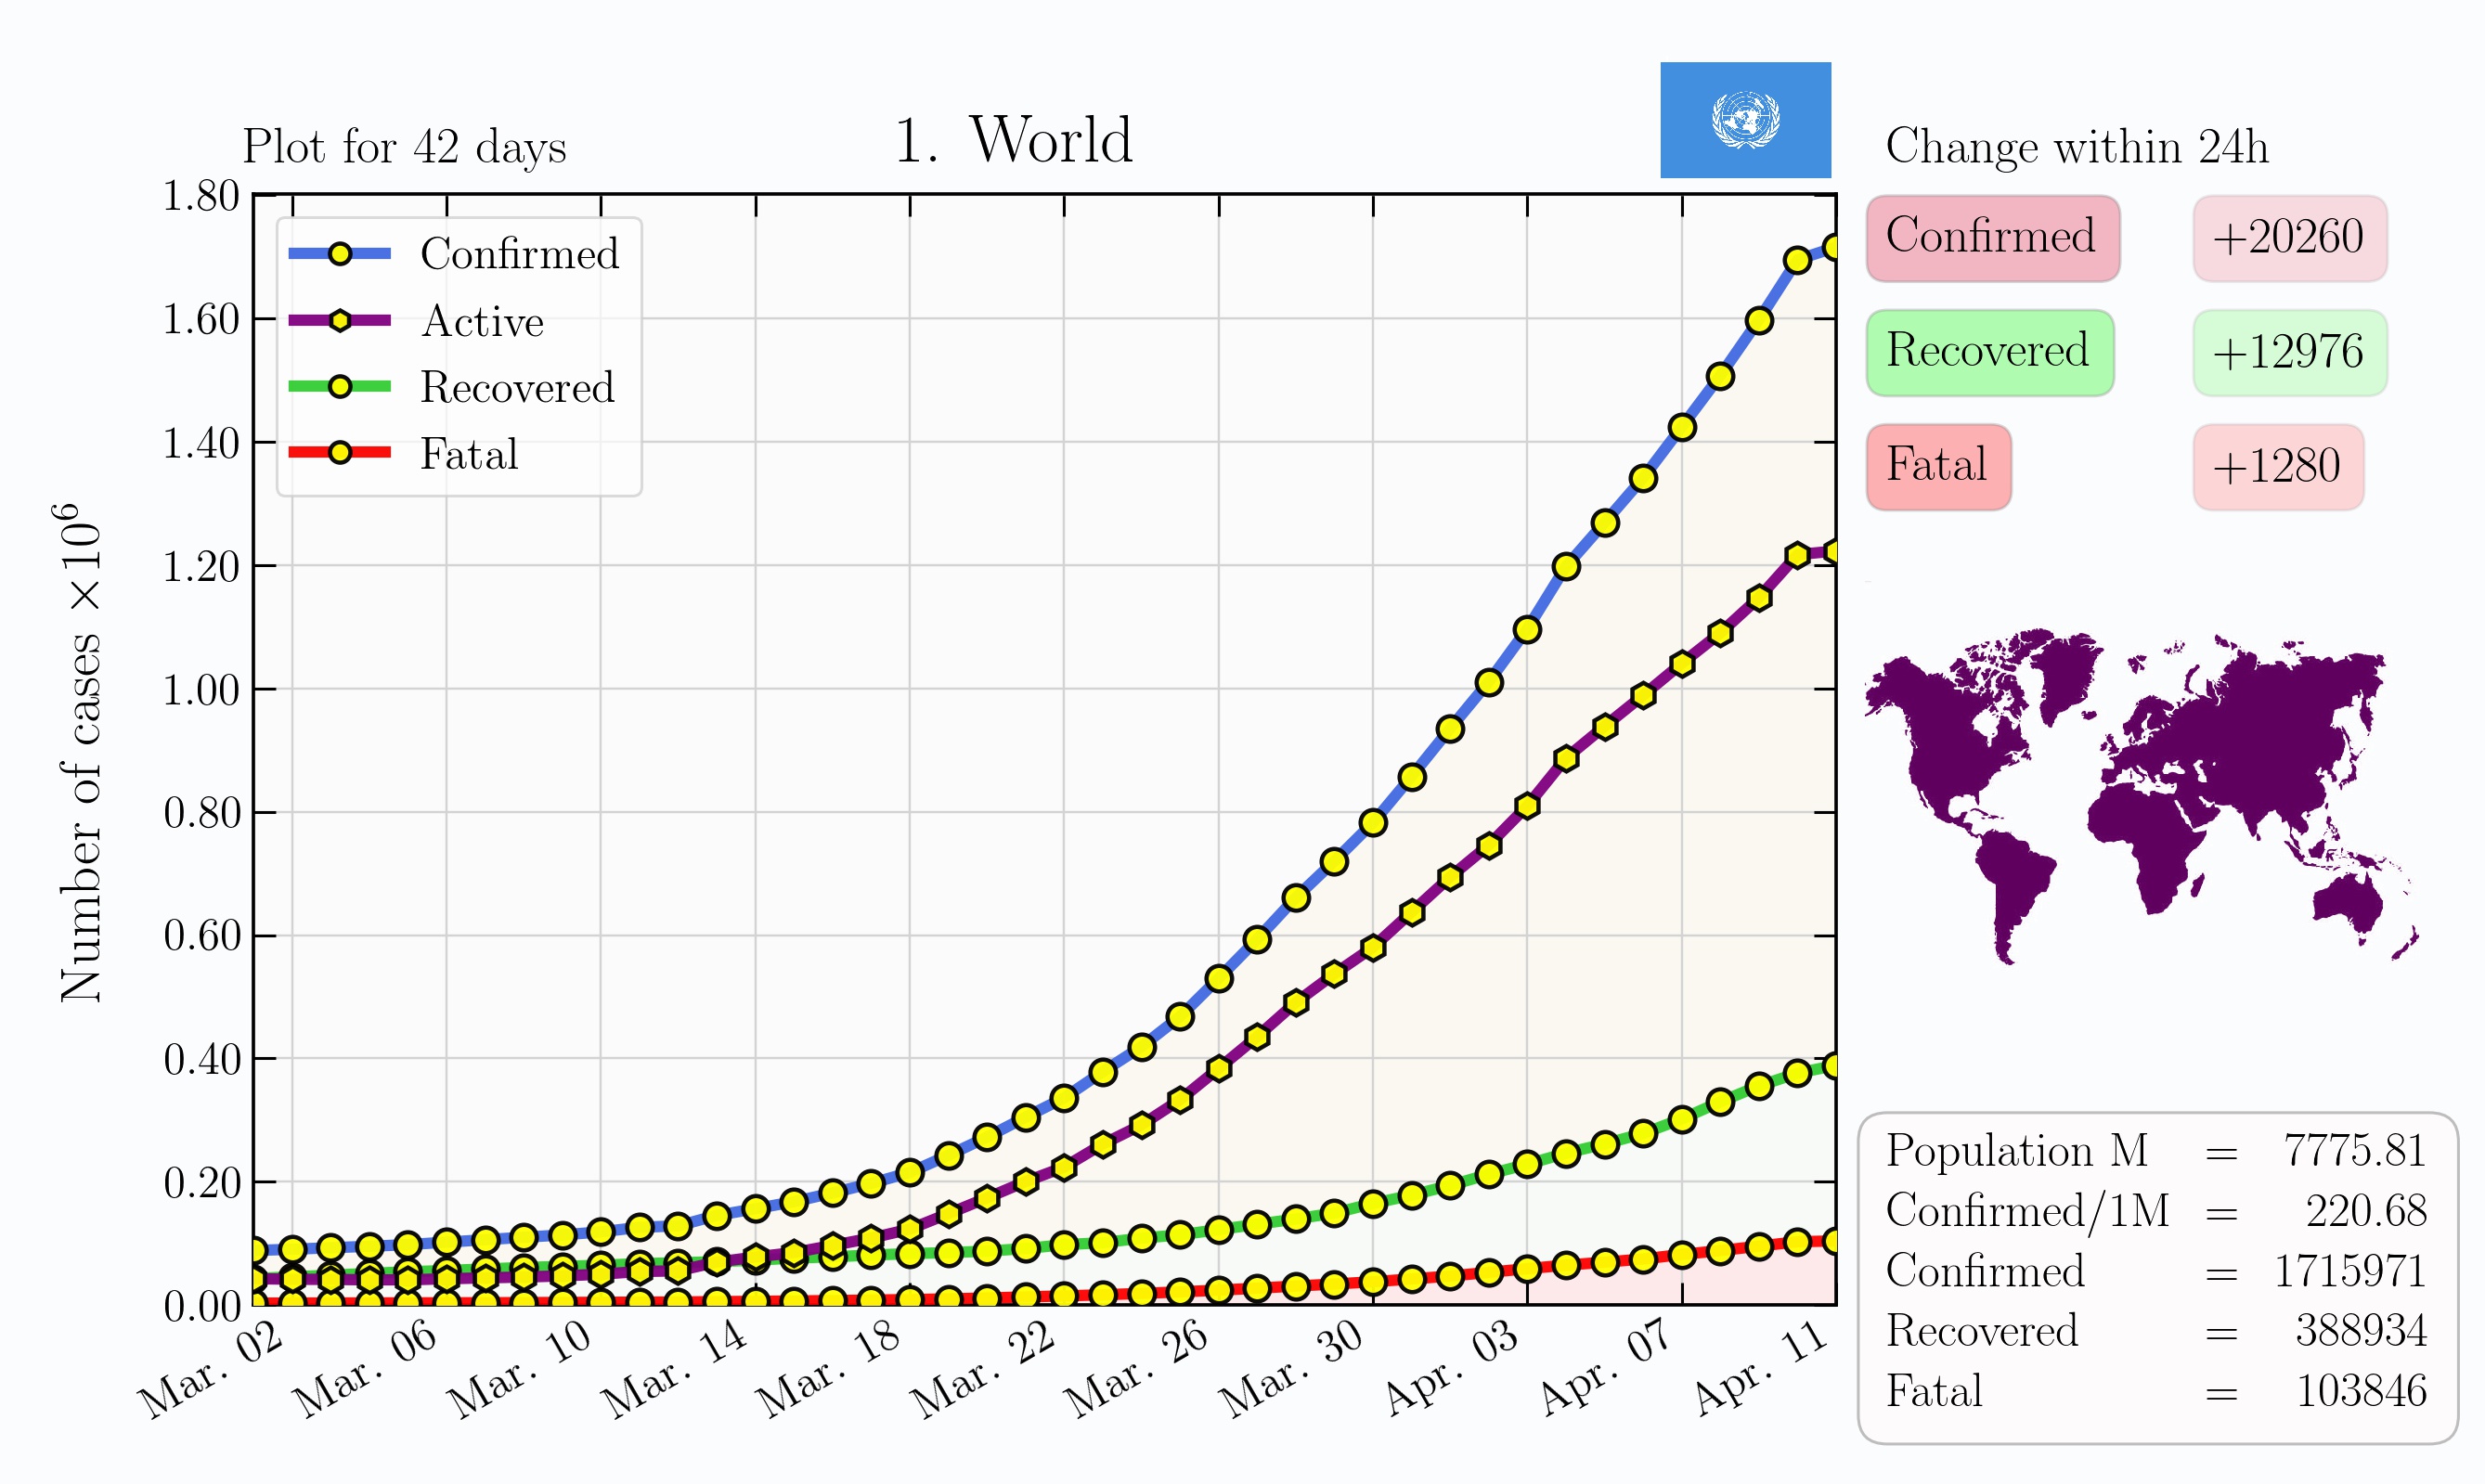 Plot for 42 days
1. World
Change within 24h
Confirmed +20260
Recovered +12976
Fatal +1280
Confirmed
Active
Recovered
Fatal
Number of cases ×10⁶
1.80
1.60
1.40
1.20
1.00
0.80
0.60
0.40
0.20
0.00
Mar. 02
Mar. 06
Mar. 10
Mar. 14
Mar. 18
Mar. 22
Mar. 26
Mar. 30
Apr. 03
Apr. 07
Apr. 11
Population M = 7775.81
Confirmed/1M = 220.68
Confirmed = 1715971
Recovered = 388934
Fatal = 103846